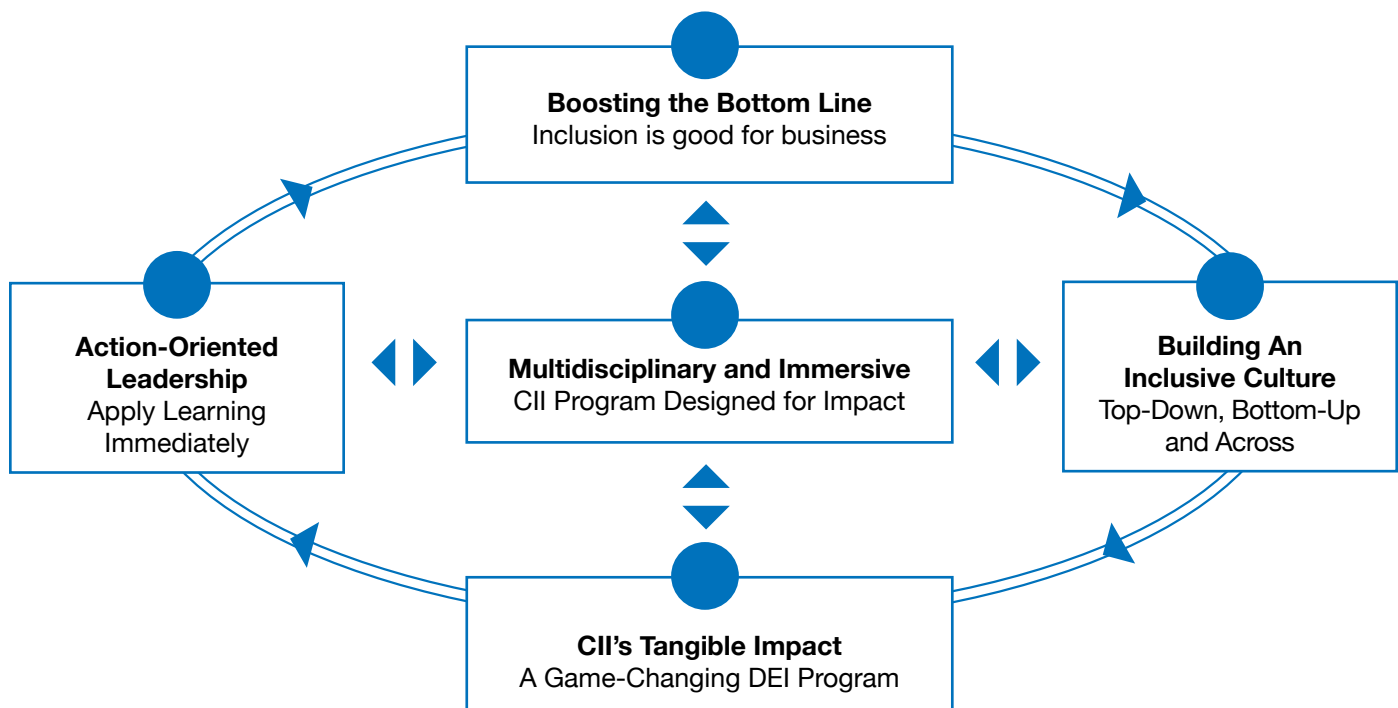 Boosting the Bottom Line
Inclusion is good for business
Action-Oriented
Leadership
Apply Learning
Immediately
Multidisciplinary and Immersive
CII Program Designed for Impact
Building An
Inclusive Culture
Top-Down, Bottom-Up
and Across
CII’s Tangible Impact
A Game-Changing DEI Program